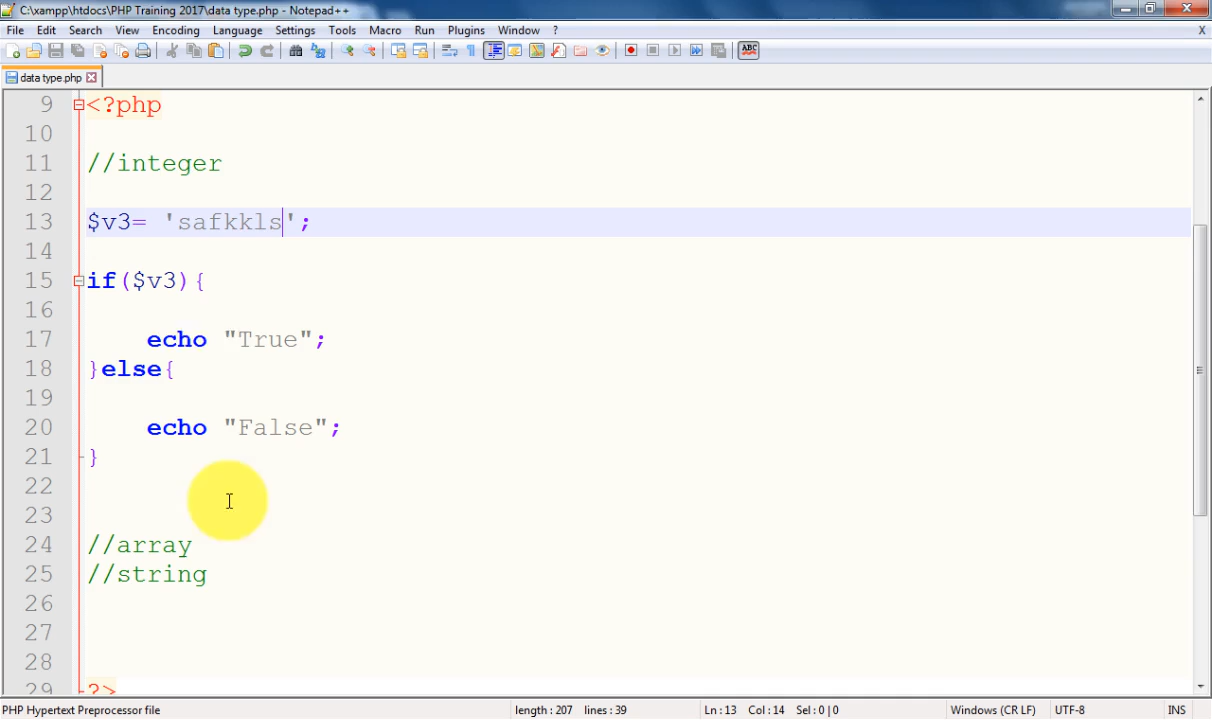 C:\xampp\htdocs\PHP Training 2017\data type.php - Notepad++
File Edit Search View Encoding Language Settings Tools Macro Run Plugins Window ? X
ABC
data type.php
9 <?php
10
11 //integer
12
13 $v3= 'safkkls';
14
15 if($v3){
16
17 echo "True";
18 }else{
19
20 echo "False";
21 }
22
23
24 //array
25 //string
26
27
28
29 ?>
PHP Hypertext Preprocessor file length : 207 lines : 39 Ln : 13 Col : 14 Sel : 0 | 0 Windows (CR LF) UTF-8 INS